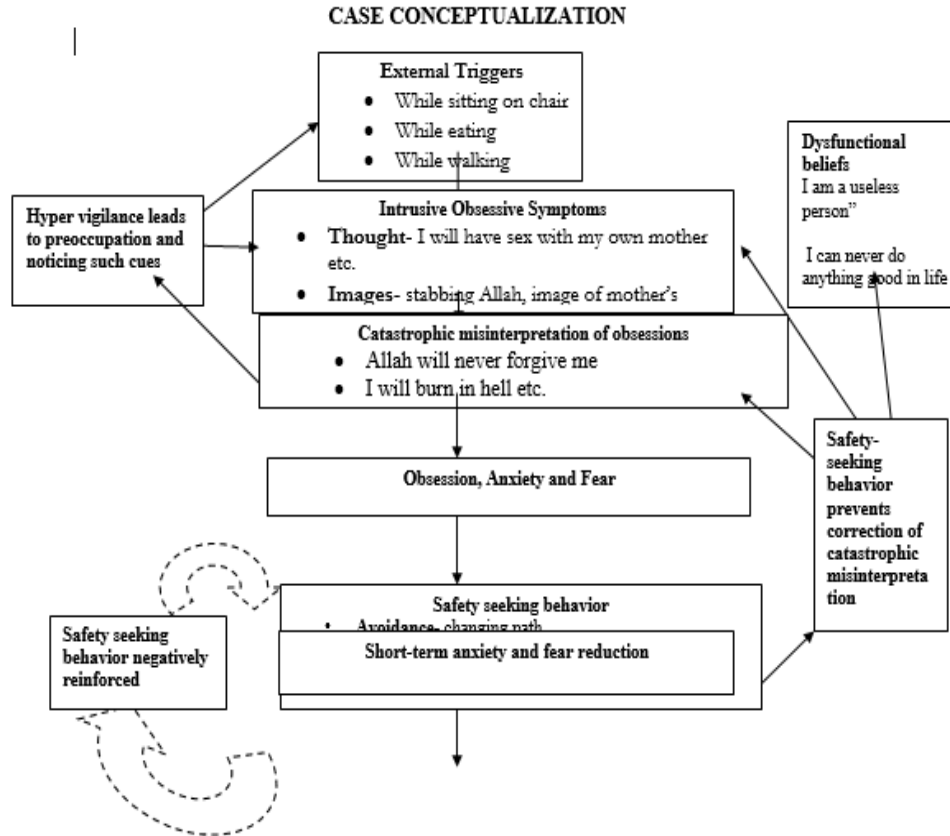 CASE CONCEPTUALIZATION
External Triggers
• While sitting on chair
• While eating
• While walking
Dysfunctional
beliefs
I am a useless
person”
I can never do
anything good in life
Hyper vigilance leads
to preoccupation and
noticing such cues
Intrusive Obsessive Symptoms
• Thought- I will have sex with my own mother
etc.
• Images- stabbing Allah, image of mother’s
Catastrophic misinterpretation of obsessions
• Allah will never forgive me
• I will burn in hell etc.
Safety-
seeking
behavior
prevents
correction of
catastrophic
misinterpreta
tion
Obsession, Anxiety and Fear
Safety seeking behavior
• Avoidance- changing path
Short-term anxiety and fear reduction
Safety seeking
behavior negatively
reinforced